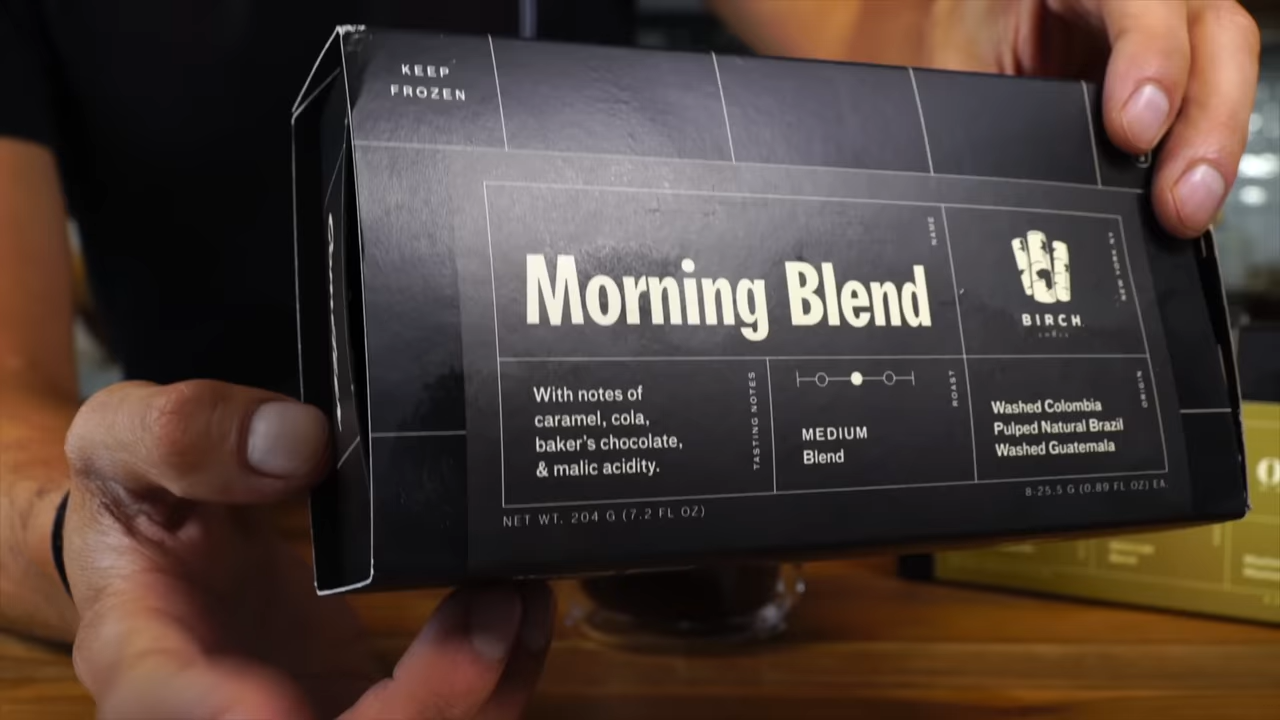 KEEP
FROZEN
Morning Blend
NAME
BIRCH
NEW YORK, NY
With notes of
caramel, cola,
baker's chocolate,
& malic acidity.
TASTING NOTES
MEDIUM
Blend
ROAST
Washed Colombia
Pulped Natural Brazil
Washed Guatemala
ORIGIN
NET WT. 204 G (7.2 FL OZ)
8-25.5 G (0.89 FL OZ) EA.